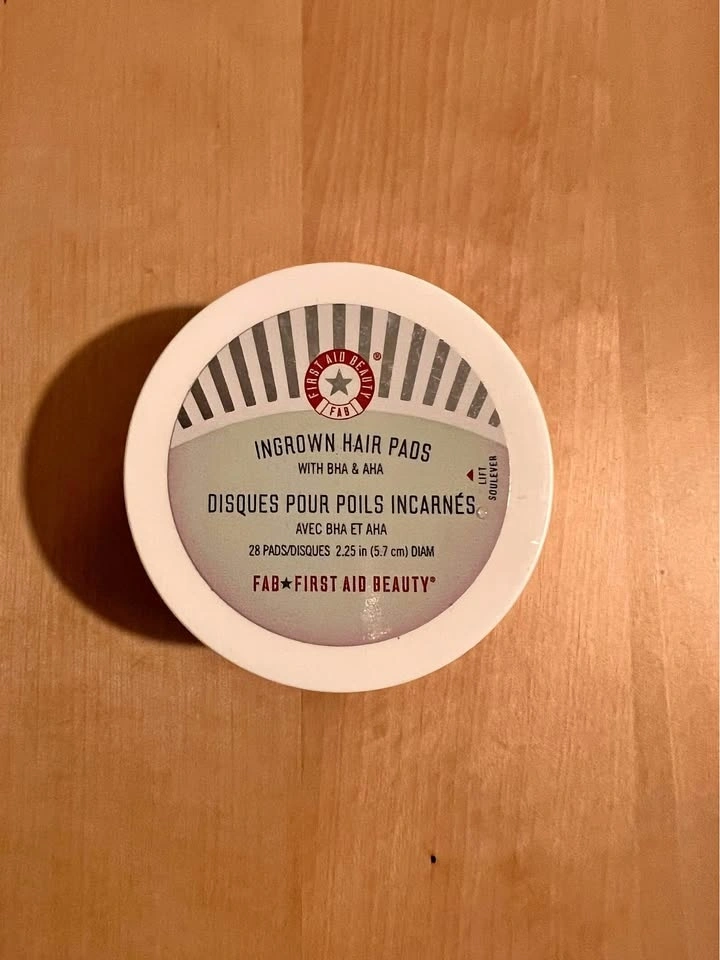 FIRST AID BEAUTY ®
FAB
INGROWN HAIR PADS
WITH BHA & AHA
LIFT
SOULEVER
DISQUES POUR POILS INCARNÉS
AVEC BHA ET AHA
28 PADS/DISQUES 2.25 in (5.7 cm) DIAM
FAB★FIRST AID BEAUTY®